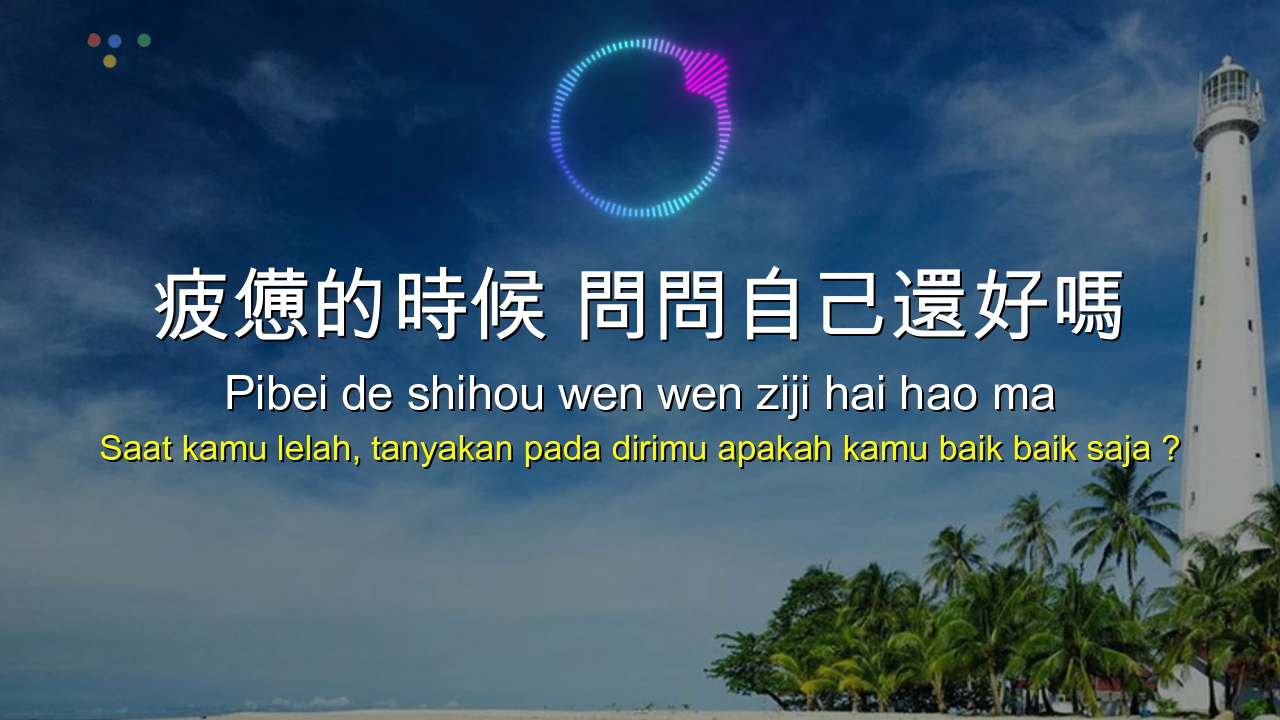 疲憊的時候 問問自己還好嗎
Pibei de shihou wen wen ziji hai hao ma
Saat kamu lelah, tanyakan pada dirimu apakah kamu baik baik saja ?